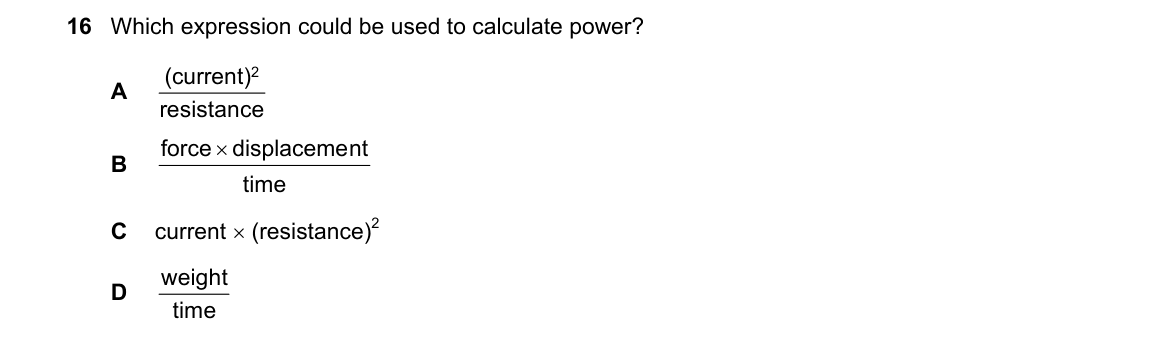 16 Which expression could be used to calculate power?
A (current)² / resistance
B force × displacement / time
C current × (resistance)²
D weight / time